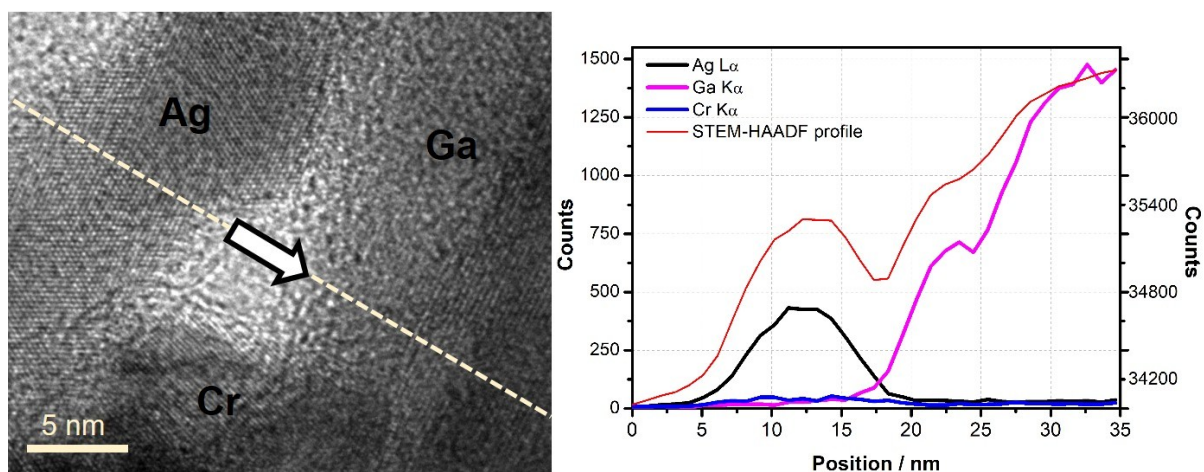 Ag
Ga
Cr
5 nm
Ag Lα
Ga Kα
Cr Kα
STEM-HAADF profile
1500
1250
1000
750
500
250
0
36000
35400
34800
34200
0 5 10 15 20 25 30 35
Counts
Counts
Position / nm